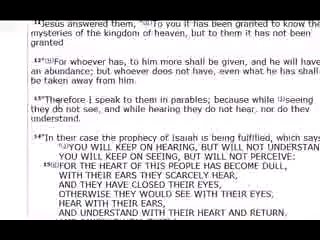 11Jesus answered them, "(G)To you it has been granted to know the
mysteries of the kingdom of heaven, but to them it has not been
granted
12"(H)For whoever has, to him more shall be given, and he will have
an abundance; but whoever does not have, even what he has shall
be taken away from him.
13"Therefore I speak to them in parables; because while (I)seeing
they do not see, and while hearing they do not hear, nor do they
understand.
14"In their case the prophecy of Isaiah is being fulfilled, which says
(J)YOU WILL KEEP ON HEARING, BUT WILL NOT UNDERSTAN
YOU WILL KEEP ON SEEING, BUT WILL NOT PERCEIVE;
15(K)FOR THE HEART OF THIS PEOPLE HAS BECOME DULL,
WITH THEIR EARS THEY SCARCELY HEAR,
AND THEY HAVE CLOSED THEIR EYES,
OTHERWISE THEY WOULD SEE WITH THEIR EYES,
HEAR WITH THEIR EARS,
AND UNDERSTAND WITH THEIR HEART AND RETURN,